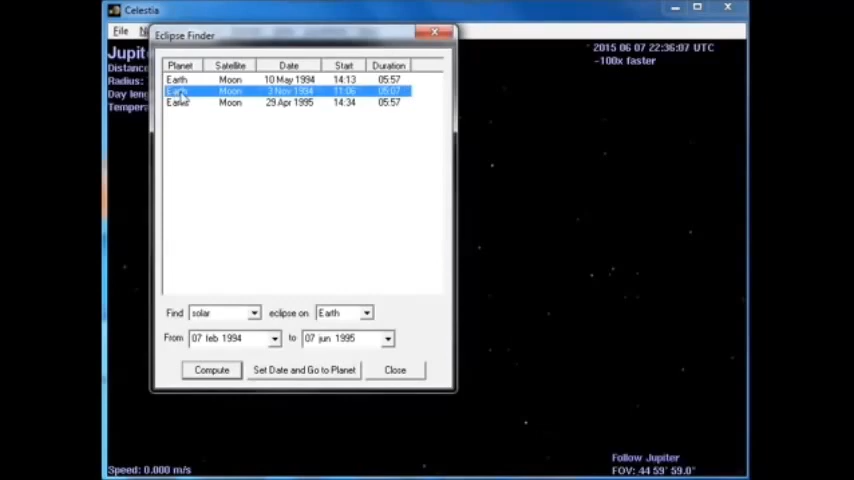 Celestia
File
Eclipse Finder
Jupit
Distance
Radius:
Day leng
Temper
2015 06 07 22:36:07 UTC
-100x faster
Planet Satellite Date Start Duration
Earth Moon 10 May 1994 14:13 05:57
Earth Moon 3 Nov 1994 11:06 05:07
Earth Moon 29 Apr 1995 14:34 05:57
Find solar eclipse on Earth
From 07 feb 1994 to 07 jun 1995
Compute Set Date and Go to Planet Close
Speed: 0.000 m/s
Follow Jupiter
FOV: 44 59' 59.0"